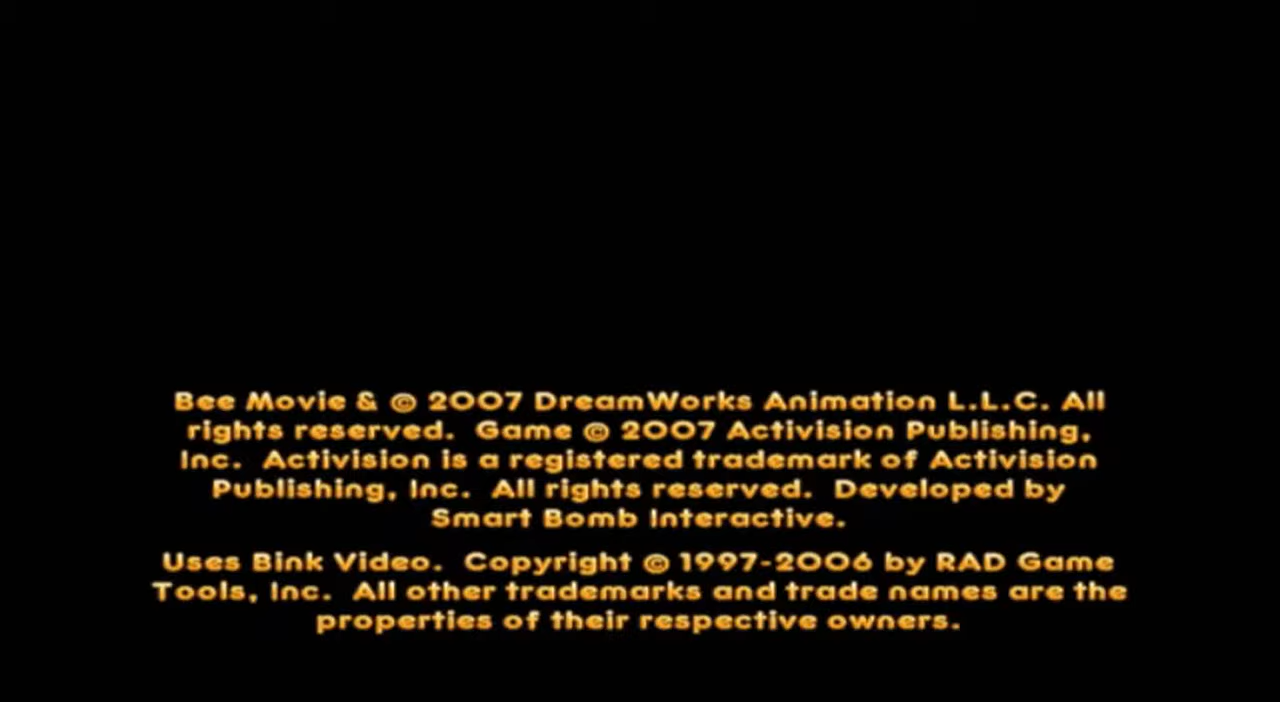 Bee Movie & © 2007 DreamWorks Animation L.L.C. All
rights reserved.  Game © 2007 Activision Publishing,
Inc.  Activision is a registered trademark of Activision
Publishing, Inc.  All rights reserved.  Developed by
Smart Bomb Interactive.
Uses Bink Video.  Copyright © 1997-2006 by RAD Game
Tools, Inc.  All other trademarks and trade names are the
properties of their respective owners.